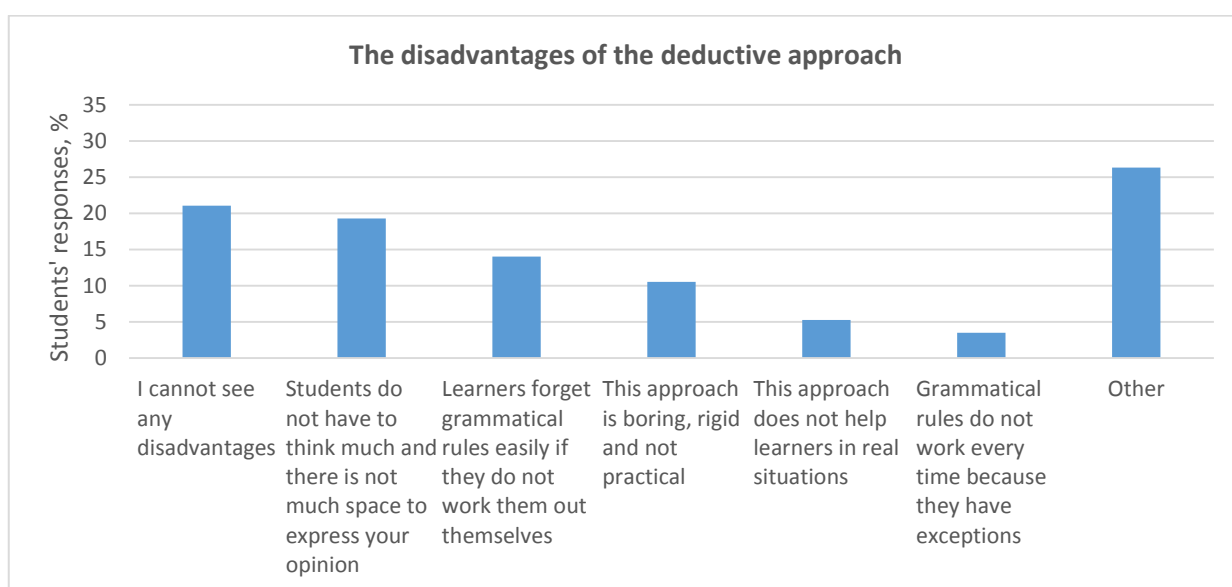 The disadvantages of the deductive approach
Students' responses, %
35
30
25
20
15
10
5
0
I cannot see
any
disadvantages
Students do
not have to
think much and
there is not
much space to
express your
opinion
Learners forget
grammatical
rules easily if
they do not
work them out
themselves
This approach
is boring, rigid
and not
practical
This approach
does not help
learners in real
situations
Grammatical
rules do not
work every
time because
they have
exceptions
Other